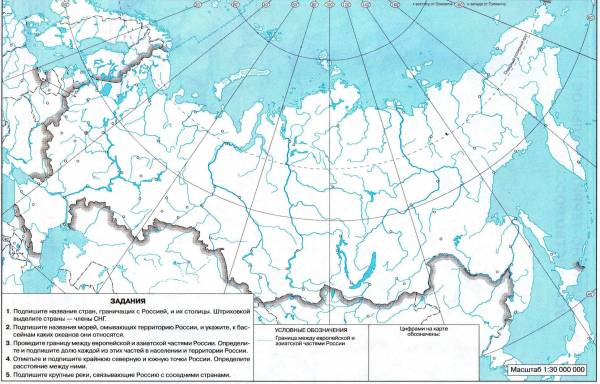 ЗАДАНИЯ
1. Подпишите названия стран, граничащих с Россией, и их столицы. Штриховкой
выделите страны — члены СНГ.
2. Подпишите названия морей, омывающих территорию России, и укажите, к бас-
сейнам каких океанов они относятся.
3. Проведите границу между европейской и азиатской частями России. Определи-
те и подпишите долю каждой из этих частей в населении и территории России.
4. Отметьте и подпишите крайнюю северную и южную точки России. Определите
расстояние между ними.
5. Подпишите крупные реки, связывающие Россию с соседними странами.
УСЛОВНЫЕ ОБОЗНАЧЕНИЯ
Граница между европейской и
азиатской частями России
Цифрами на карте
обозначены:
Масштаб 1:30 000 000